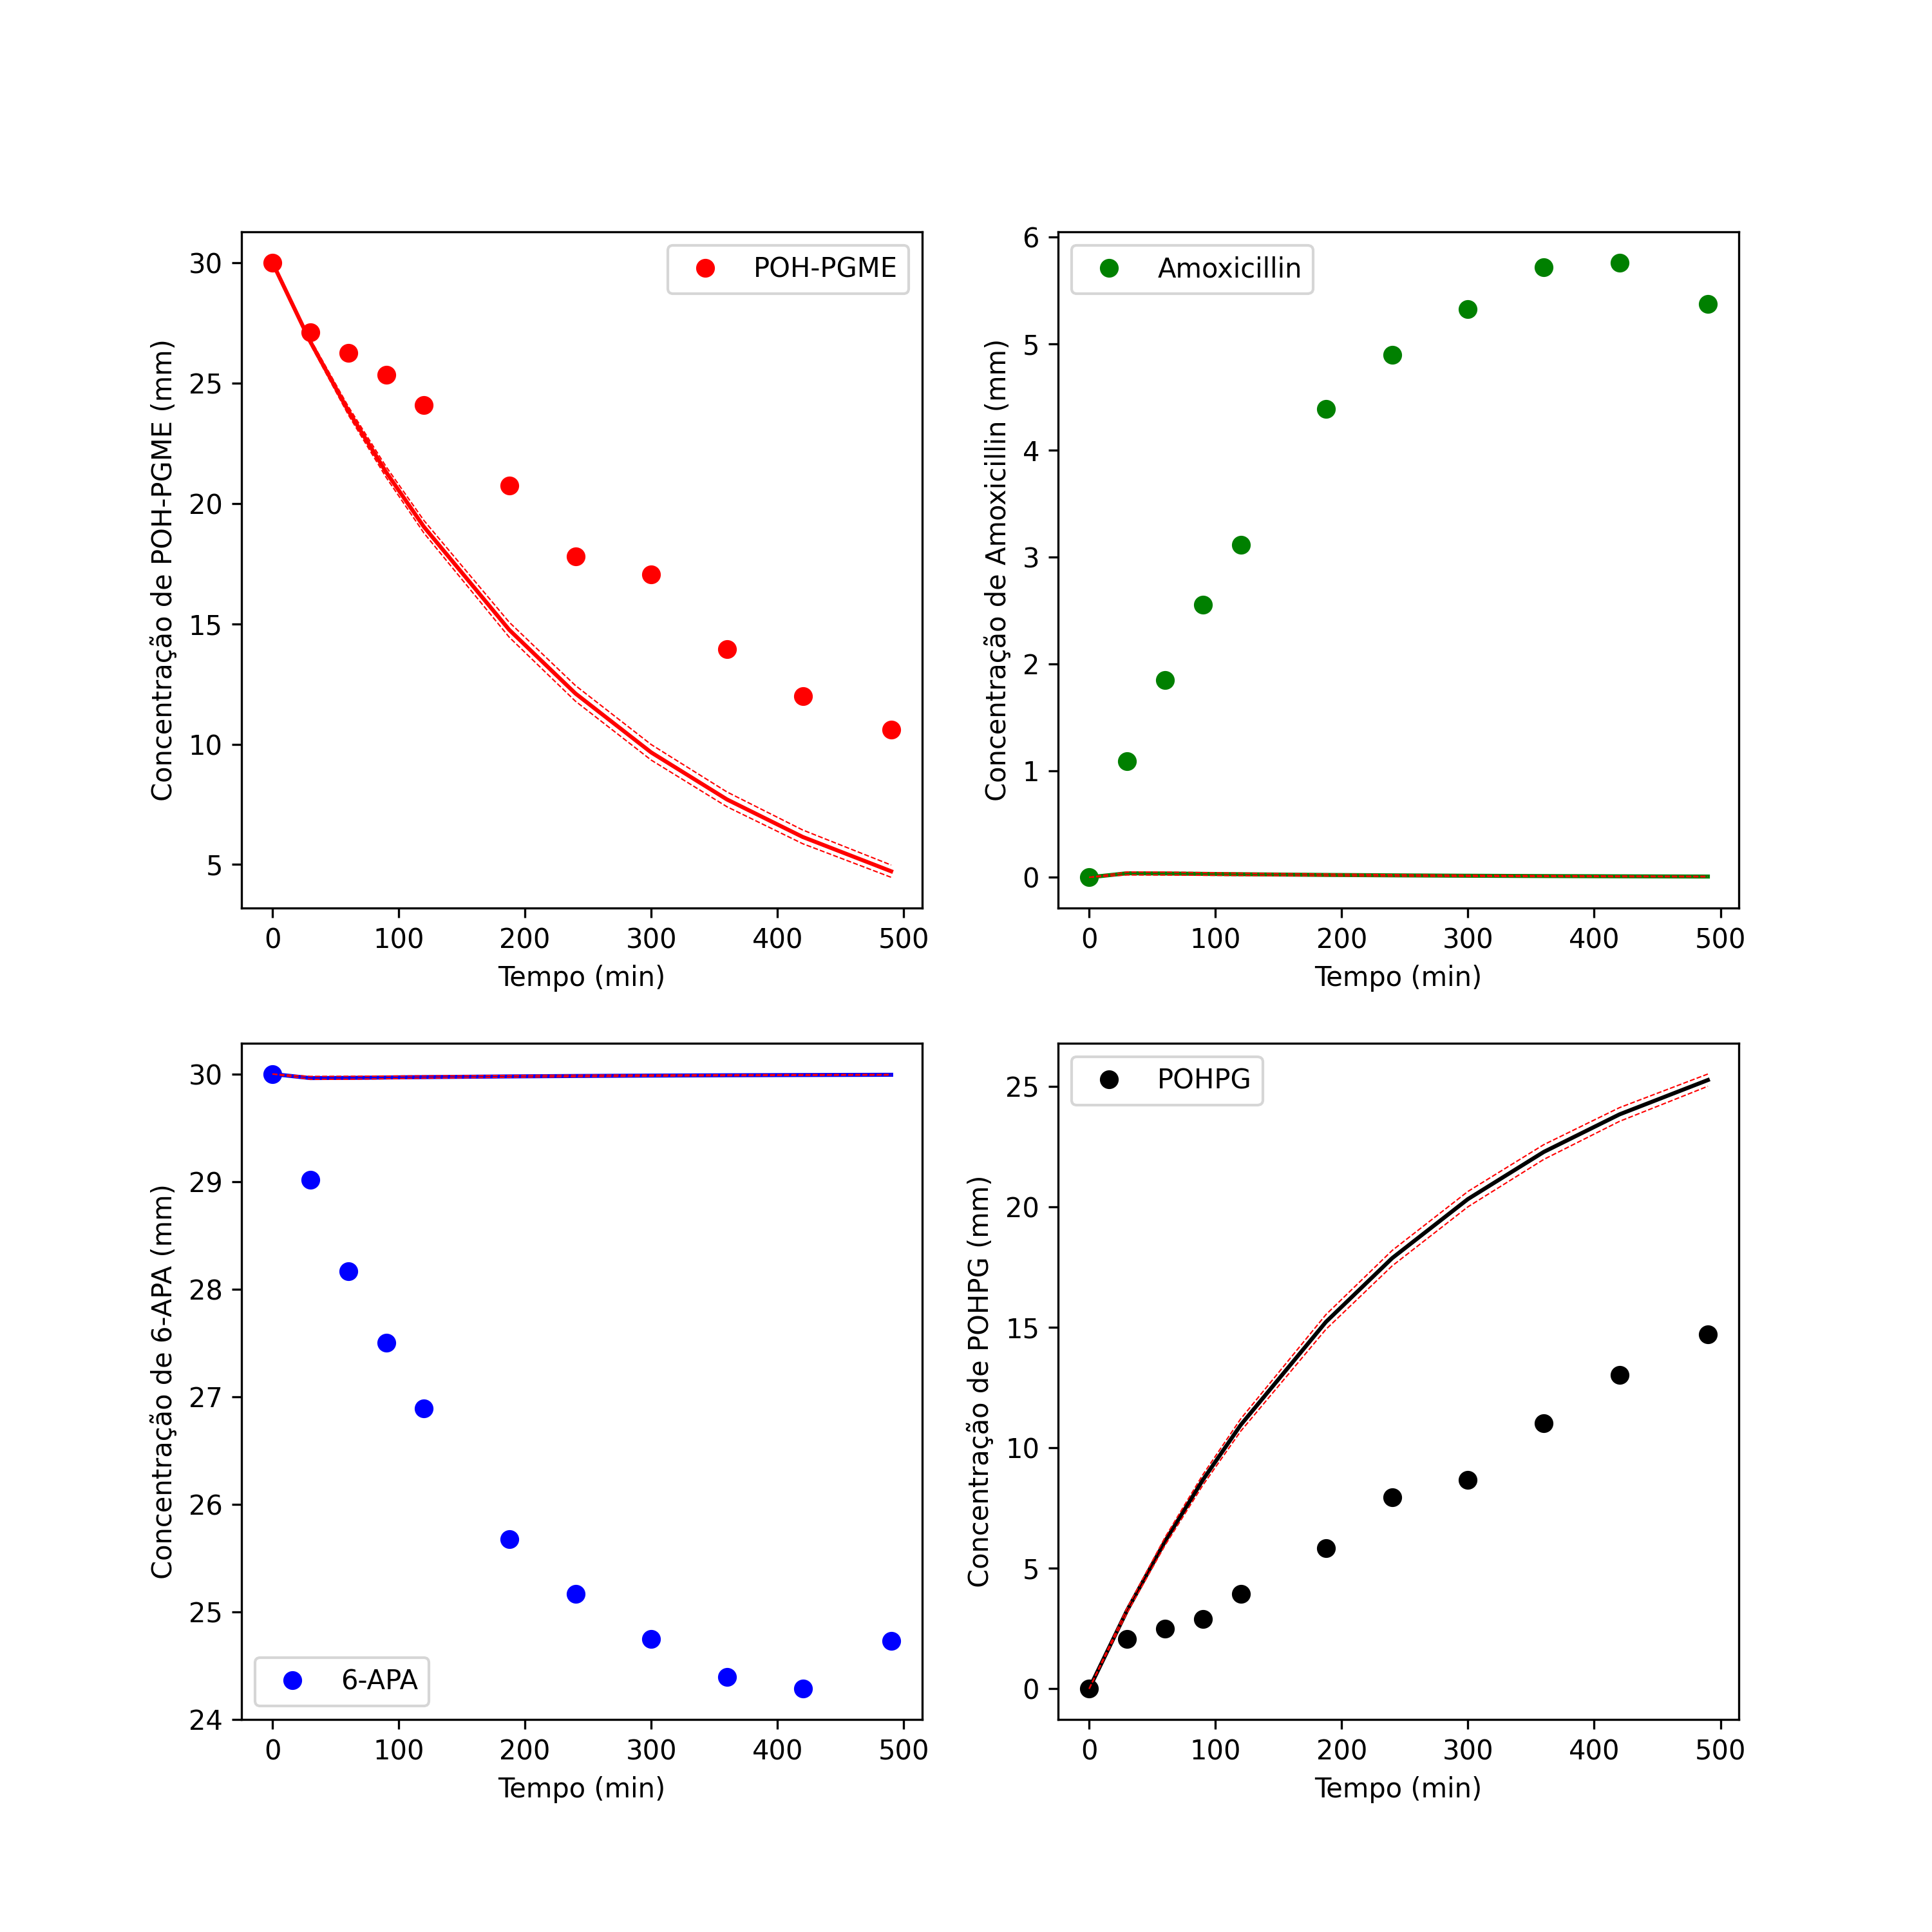 Concentração de POH-PGME (mm)
30
25
20
15
10
5
POH-PGME
0 100 200 300 400 500
Tempo (min)
Concentração de Amoxicillin (mm)
6
5
4
3
2
1
0
Amoxicillin
0 100 200 300 400 500
Tempo (min)
Concentração de 6-APA (mm)
30
29
28
27
26
25
24
6-APA
0 100 200 300 400 500
Tempo (min)
Concentração de POHPG (mm)
25
20
15
10
5
0
POHPG
0 100 200 300 400 500
Tempo (min)